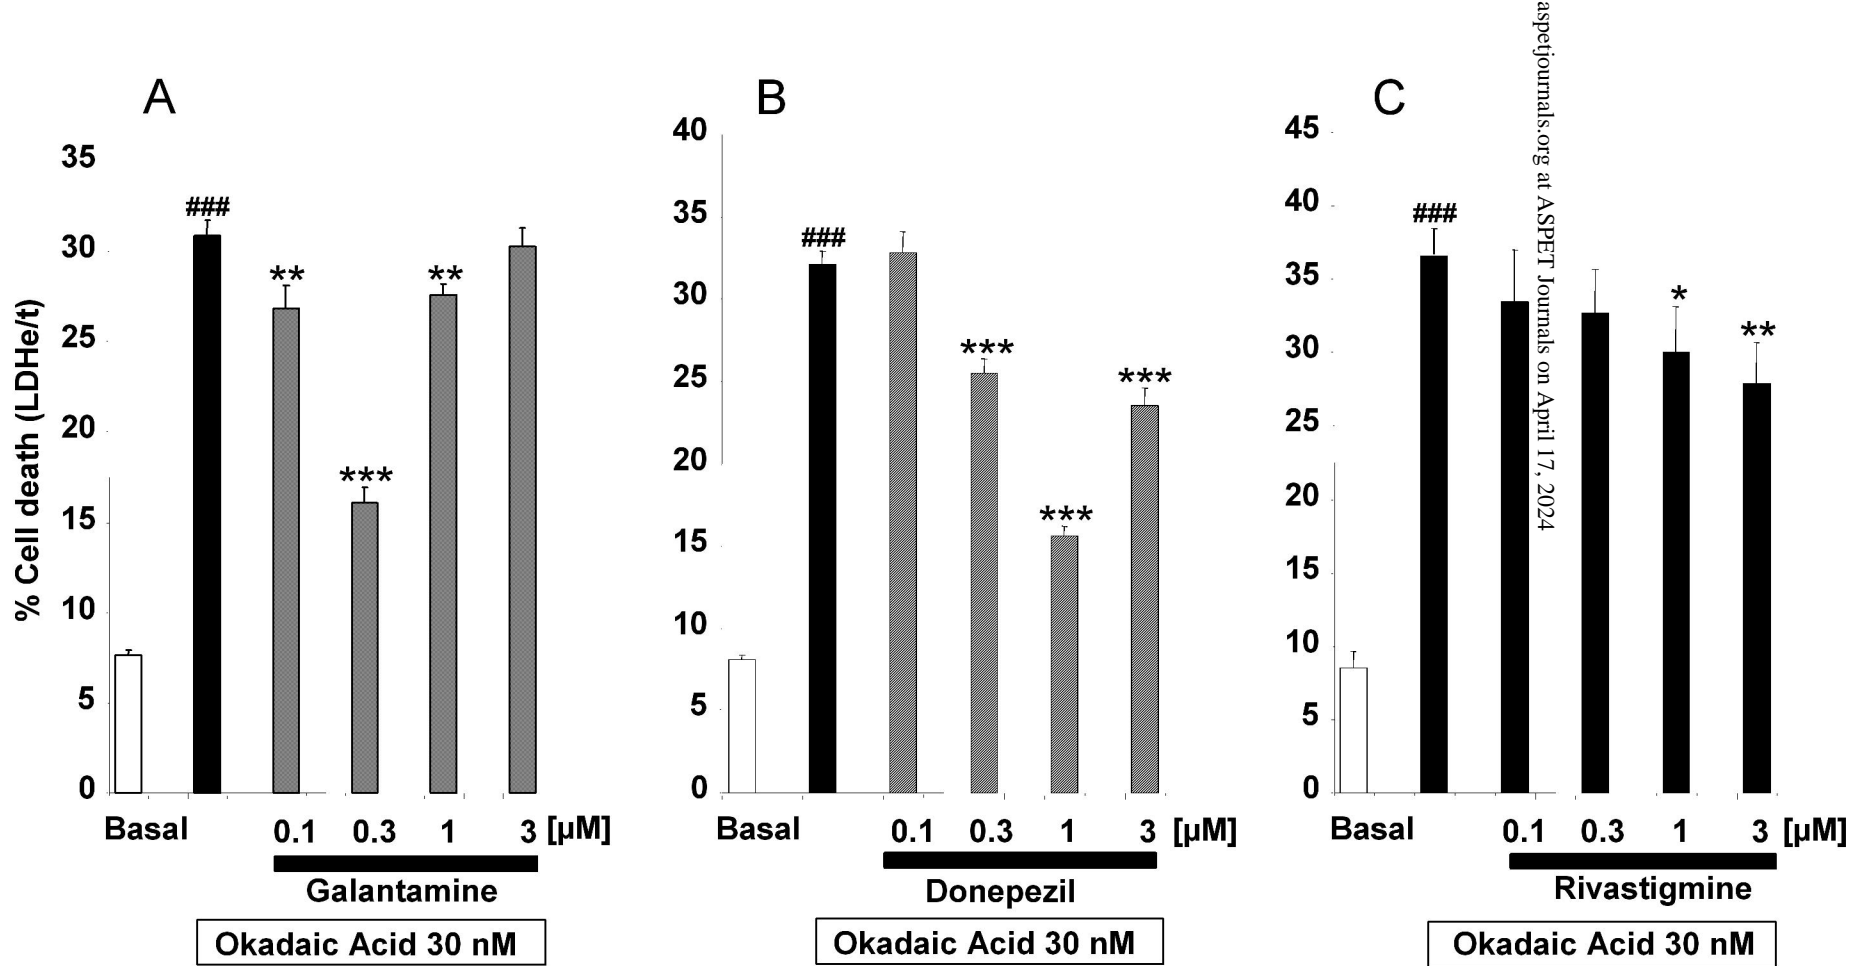 A
% Cell death (LDHe/t)
35
30
25
20
15
10
5
0
###
**
***
**
Basal
0.1
0.3
1
3
[µM]
Galantamine
Okadaic Acid 30 nM
B
40
35
30
25
20
15
10
5
0
###
***
***
***
Basal
0.1
0.3
1
3
[µM]
Donepezil
Okadaic Acid 30 nM
C
45
40
35
30
25
20
15
10
5
0
###
*
**
Basal
0.1
0.3
1
3
[µM]
Rivastigmine
Okadaic Acid 30 nM
aspetjournals.org at ASPET Journals on April 17, 2024